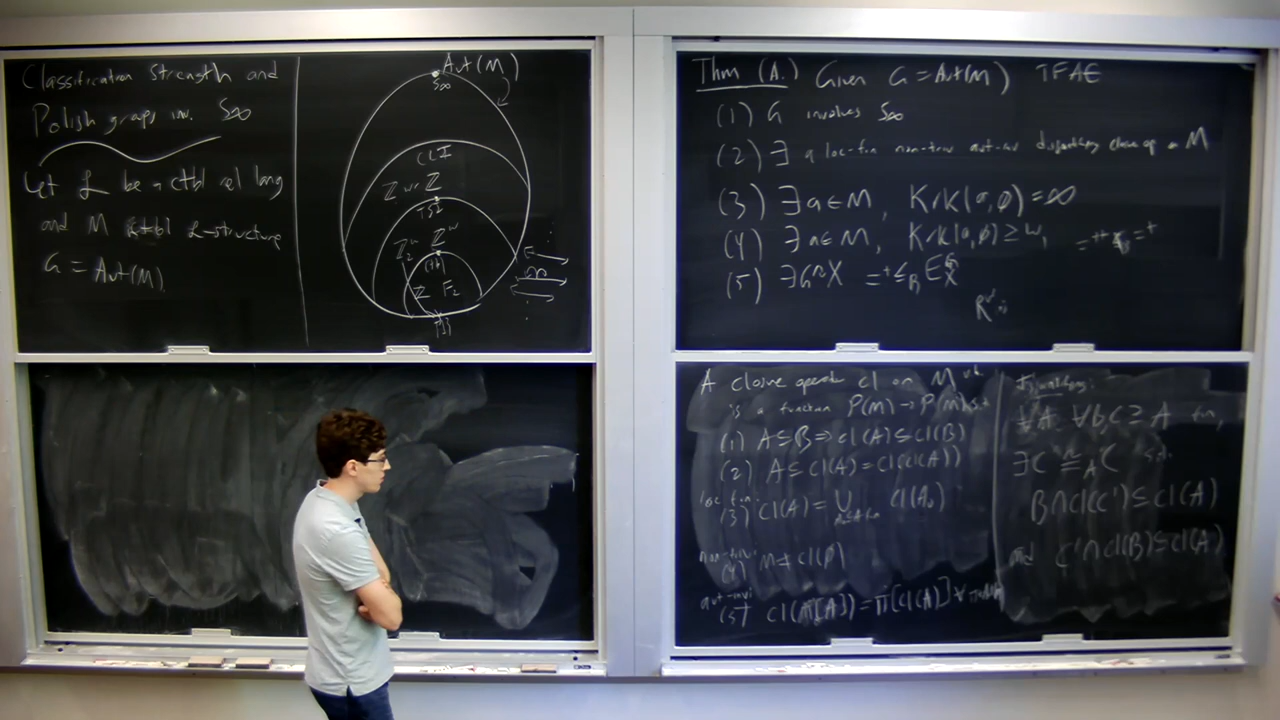 Classification Strength and
Polish groups inv. S∞
Let ℒ be a ctbl rel lang
and M ctbl ℒ-structure
G = Aut(M)
Aut(M)
S∞
CLI
Z wr Z
TSI
Z^ω
ctbl
Z F₂
Thm (A.) Given G = Aut(M) TFAE
(1) G involves S∞
(2) ∃ a loc-fin non-triv aut-inv disjointifying closure op on M
(3) ∃a∈M, Krk(a,∅)=∞
(4) ∃a∈M, Krk(a,∅)≥ω₁
(5) ∃G↷X =⁺≤_B E^G_X
A closure operator cl on M
is a function P(M)→P(M) s.t.
(1) A⊆B⇒cl(A)⊆cl(B)
(2) A⊆cl(A)=cl(cl(A))
loc fin:
(3) cl(A)=∪ cl(A₀)
non-triv:
(4) M≠cl(∅)
aut-inv:
(5) cl(π[A])=π[cl(A)] ∀
Disjointifying:
∀A ∀B,C⊇A fin,
∃C'≅_A C s.t.
B∩cl(C')⊆cl(A)
and C'∩cl(B)⊆cl(A)